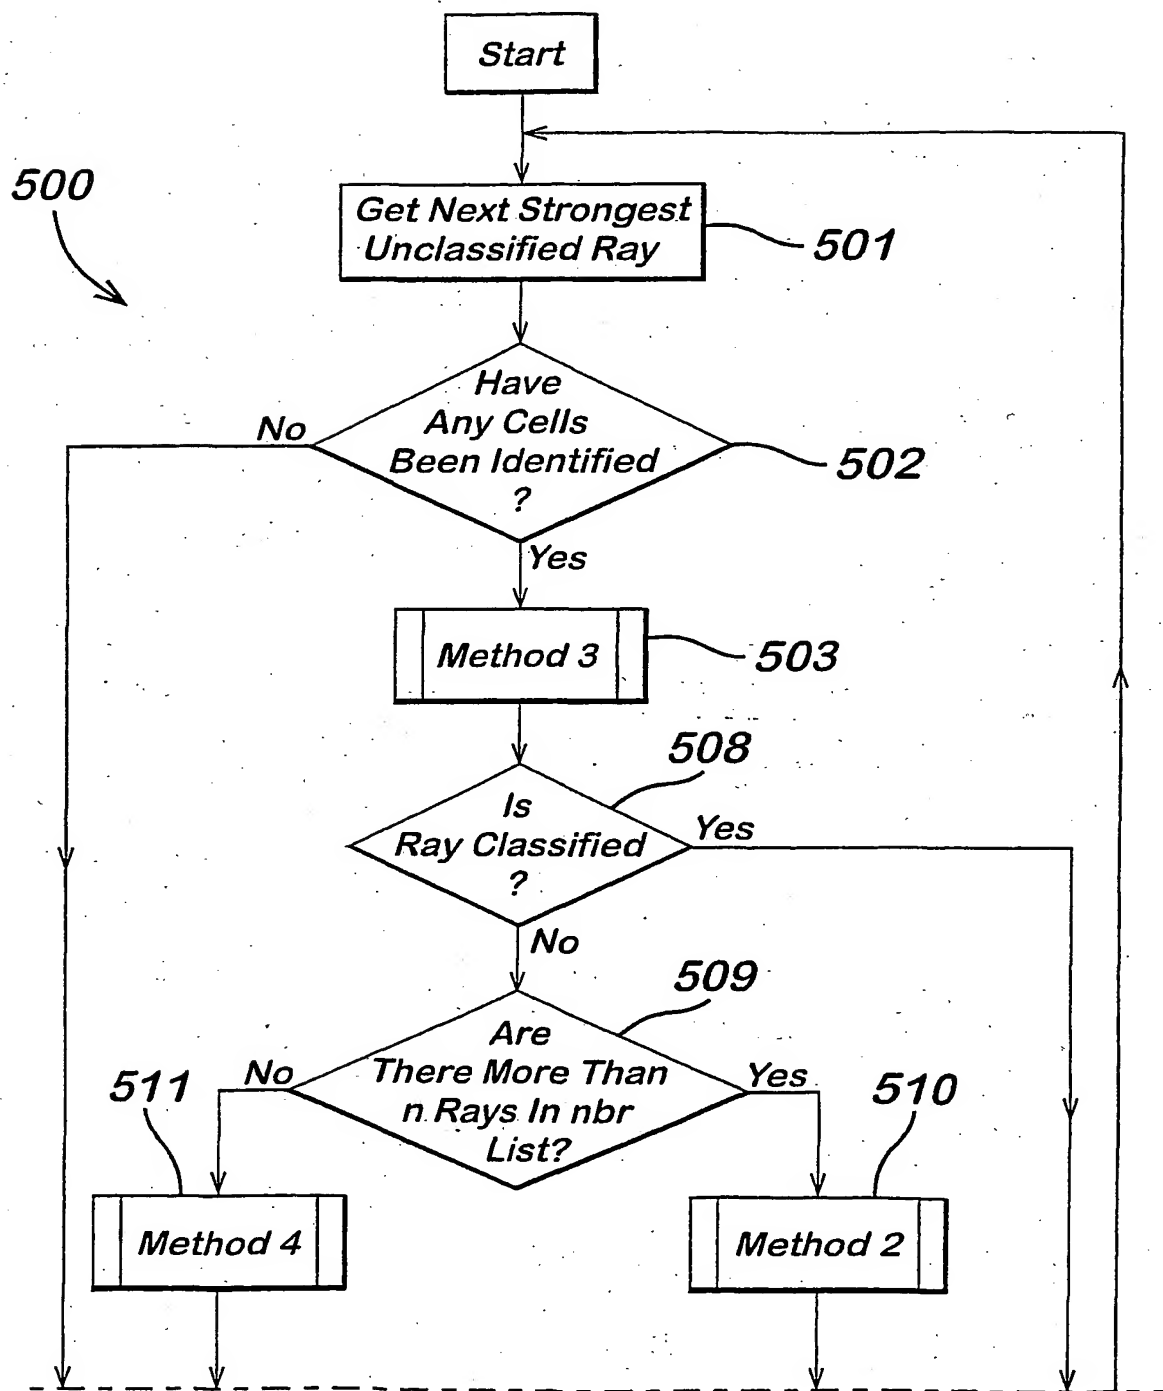 Start
500
Get Next Strongest
Unclassified Ray
501
Have
Any Cells
Been Identified
?
No
502
Yes
Method 3
503
508
Is
Ray Classified
?
Yes
No
509
Are
There More Than
n Rays In nbr
List?
No
Yes
511
510
Method 4
Method 2